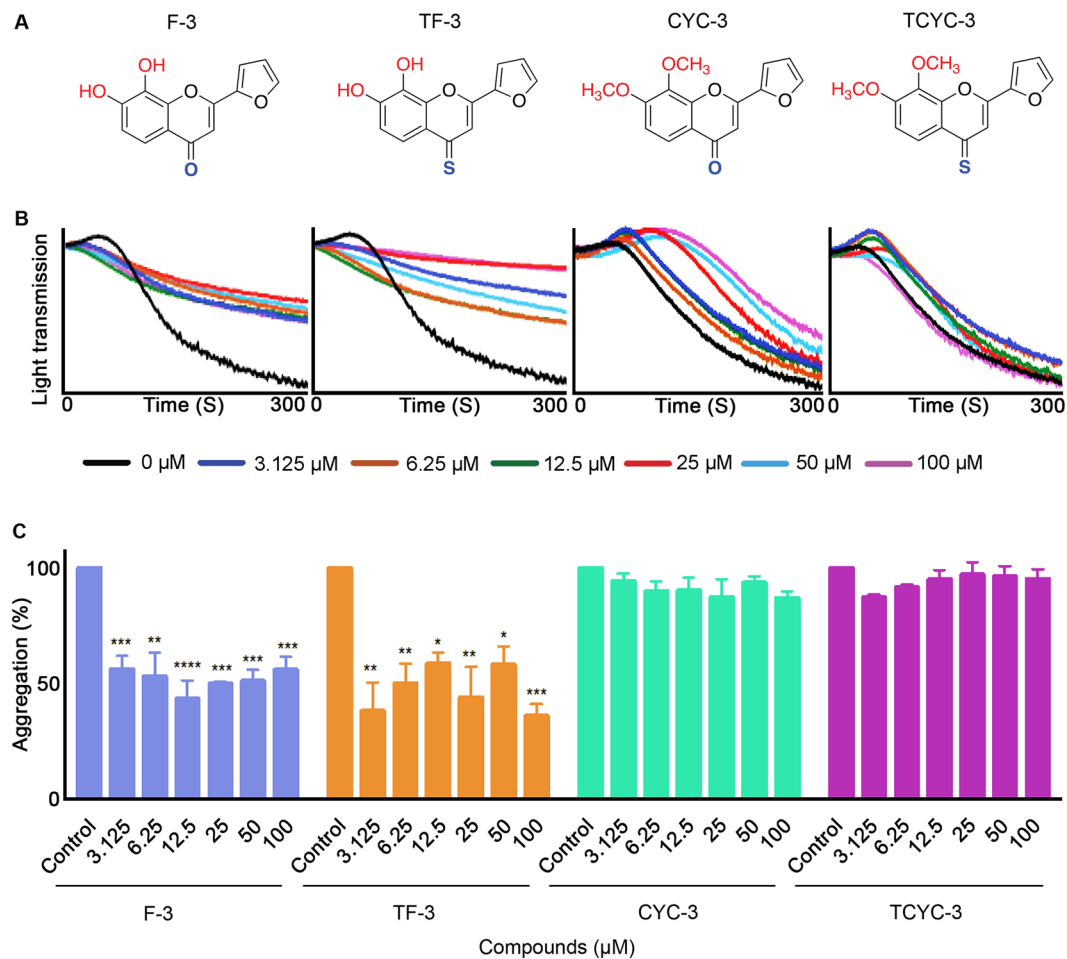 A F-3 TF-3 CYC-3 TCYC-3
OH OH OCH3 OCH3
HO O O HO O O H3CO O O H3CO O O
O S O S
B
Light transmission
0 Time (S) 300 0 Time (S) 300 0 Time (S) 300 0 Time (S) 300
0 µM 3.125 µM 6.25 µM 12.5 µM 25 µM 50 µM 100 µM
C
Aggregation (%)
100
50
0
*** ** **** *** *** ***
** ** * ** * ***
Control 3.125 6.25 12.5 25 50 100 Control 3.125 6.25 12.5 25 50 100 Control 3.125 6.25 12.5 25 50 100 Control 3.125 6.25 12.5 25 50 100
F-3 TF-3 CYC-3 TCYC-3
Compounds (µM)